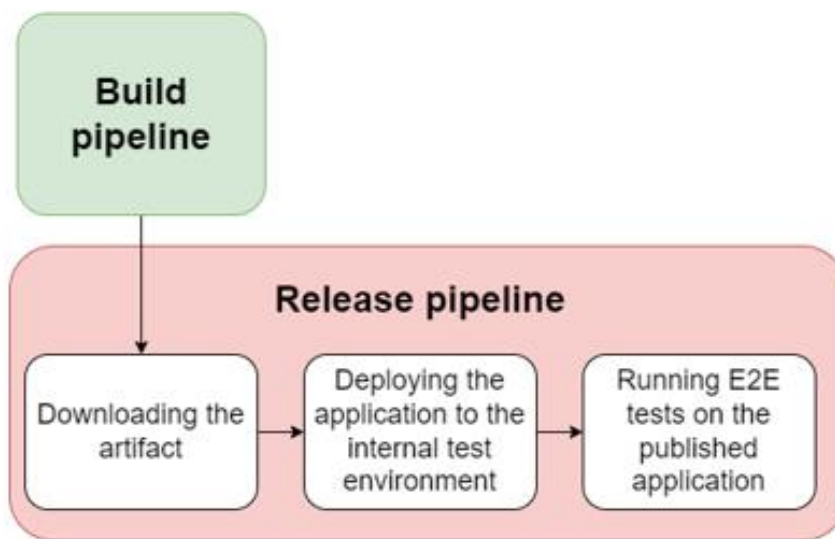 Build
pipeline
Release pipeline
Downloading the
artifact
Deploying the
application to the
internal test
environment
Running E2E
tests on the
published
application